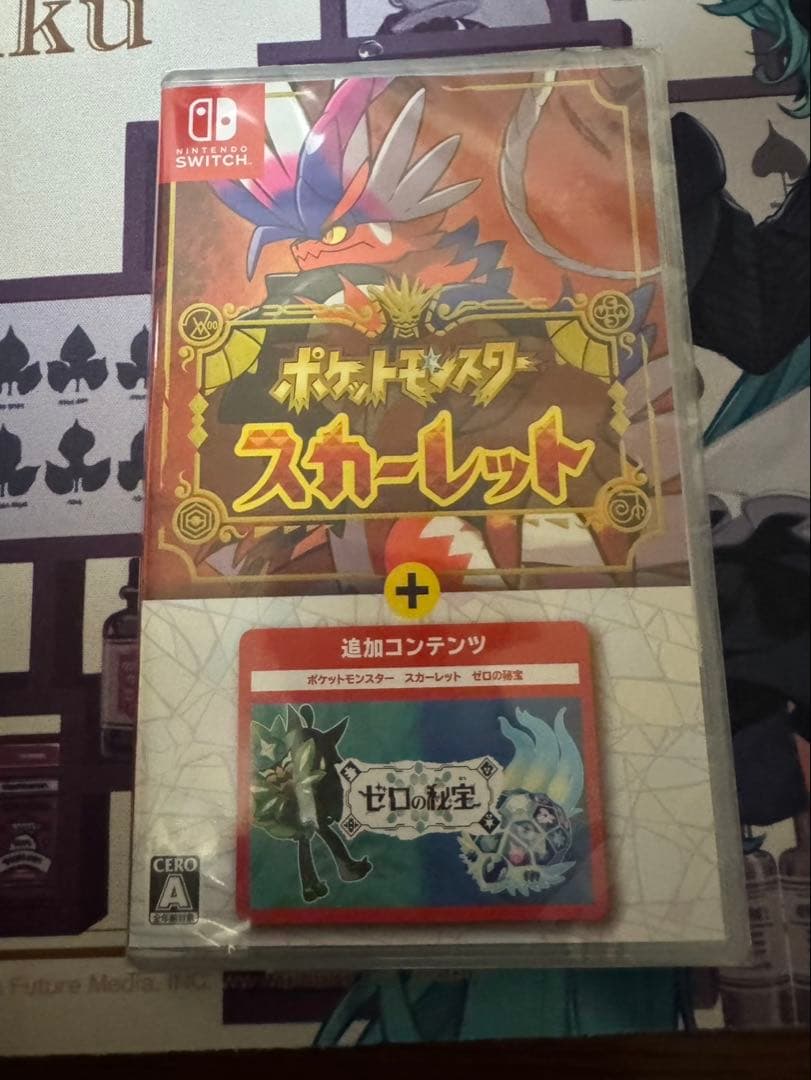 ku
NINTENDO
SWITCH™
ポケットモンスター
スカーレット
+
追加コンテンツ
ポケットモンスター スカーレット ゼロの秘宝
ゼロの秘宝
CERO
A
全年齢対象
Future Media, INC.